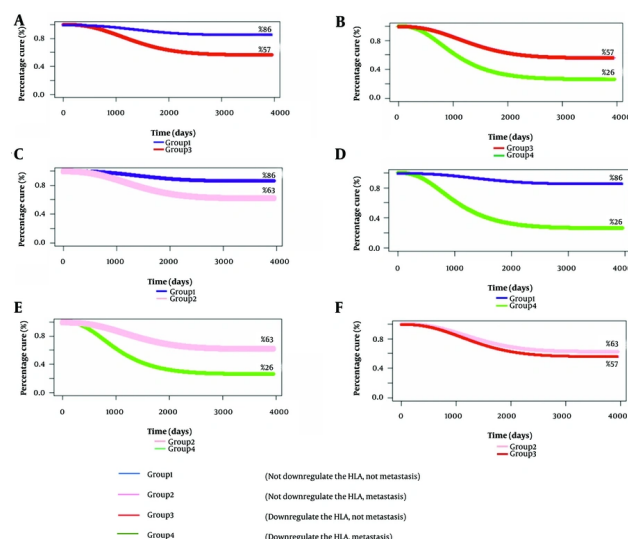 A
Percentage cure (%)
0.8
0.4
0.0
%86
%57
0
1000
2000
3000
4000
Time (days)
Group1
Group3
B
Percentage cure (%)
0.8
0.4
0.0
%57
%26
0
1000
2000
3000
4000
Time (days)
Group3
Group4
C
Percentage cure (%)
0.8
0.4
0.0
%86
%63
0
1000
2000
3000
4000
Time (days)
Group1
Group2
D
Percentage cure (%)
0.8
0.4
0.0
%86
%26
0
1000
2000
3000
4000
Time (days)
Group1
Group4
E
Percentage cure (%)
0.8
0.4
0.0
%63
%26
0
1000
2000
3000
4000
Time (days)
Group2
Group4
F
Percentage cure (%)
0.8
0.4
0.0
%63
%57
0
1000
2000
3000
4000
Time (days)
Group2
Group3
Group1 (Not downregulate the HLA, not metastasis)
Group2 (Not downregulate the HLA, metastasis)
Group3 (Downregulate the HLA, not metastasis)
Group4 (Downregulate the HLA, metastasis)